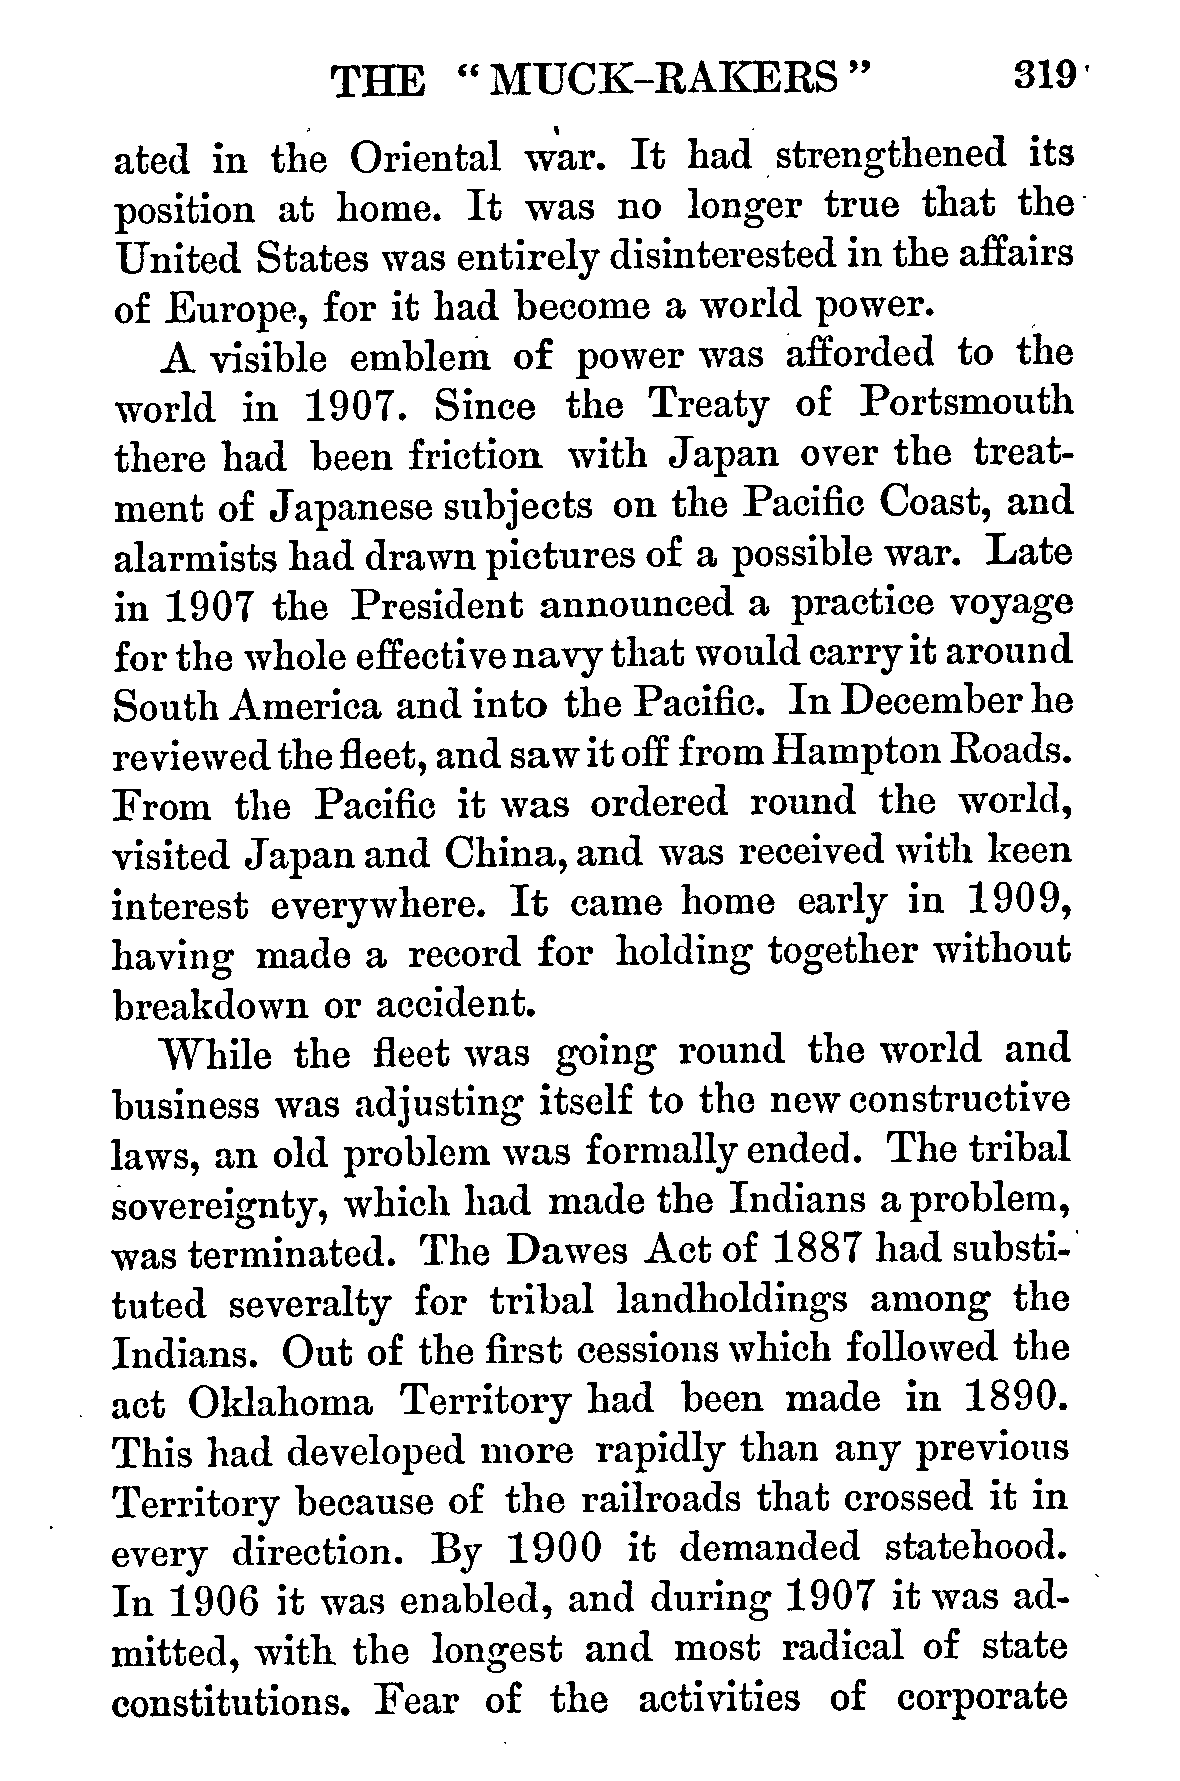 THE “ MUCK-RAKERS ” 319
ated in the Oriental war. It had strengthened its
position at home. It was no longer true that the
United States was entirely disinterested in the affairs
of Europe, for it had become a world power.
A visible emblem of power was afforded to the
world in 1907. Since the Treaty of Portsmouth
there had been friction with Japan over the treat-
ment of Japanese subjects on the Pacific Coast, and
alarmists had drawn pictures of a possible war. Late
in 1907 the President announced a practice voyage
for the whole effective navy that would carry it around
South America and into the Pacific. In December he
reviewed the fleet, and saw it off from Hampton Roads.
From the Pacific it was ordered round the world,
visited Japan and China, and was received with keen
interest everywhere. It came home early in 1909,
having made a record for holding together without
breakdown or accident.
While the fleet was going round the world and
business was adjusting itself to the new constructive
laws, an old problem was formally ended. The tribal
sovereignty, which had made the Indians a problem,
was terminated. The Dawes Act of 1887 had substi-
tuted severalty for tribal landholdings among the
Indians. Out of the first cessions which followed the
act Oklahoma Territory had been made in 1890.
This had developed more rapidly than any previous
Territory because of the railroads that crossed it in
every direction. By 1900 it demanded statehood.
In 1906 it was enabled, and during 1907 it was ad-
mitted, with the longest and most radical of state
constitutions. Fear of the activities of corporate